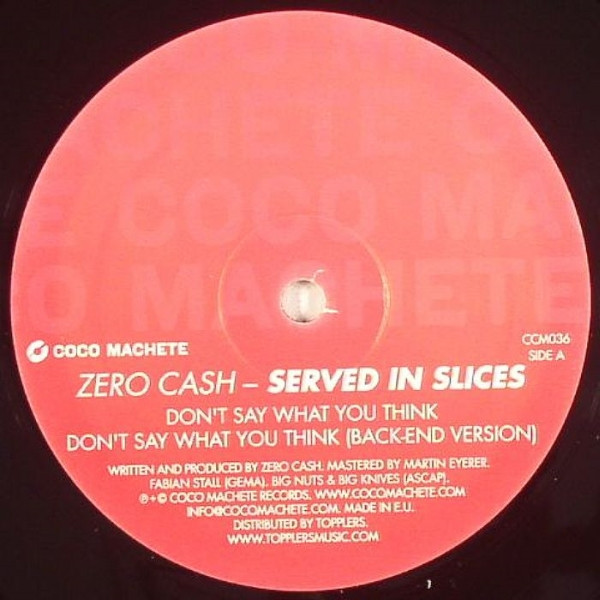 MACHETE CO
E COCO MA
CO MACHETE
COCO MACHETE
CCM036
SIDE A
ZERO CASH – SERVED IN SLICES
DON'T SAY WHAT YOU THINK
DON'T SAY WHAT YOU THINK (BACK-END VERSION)
WRITTEN AND PRODUCED BY ZERO CASH. MASTERED BY MARTIN EYERER.
FABIAN STALL (GEMA). BIG NUTS & BIG KNIVES (ASCAP).
℗+© COCO MACHETE RECORDS. WWW.COCOMACHETE.COM
INFO@COCOMACHETE.COM. MADE IN E.U.
DISTRIBUTED BY TOPPLERS.
WWW.TOPPLERSMUSIC.COM